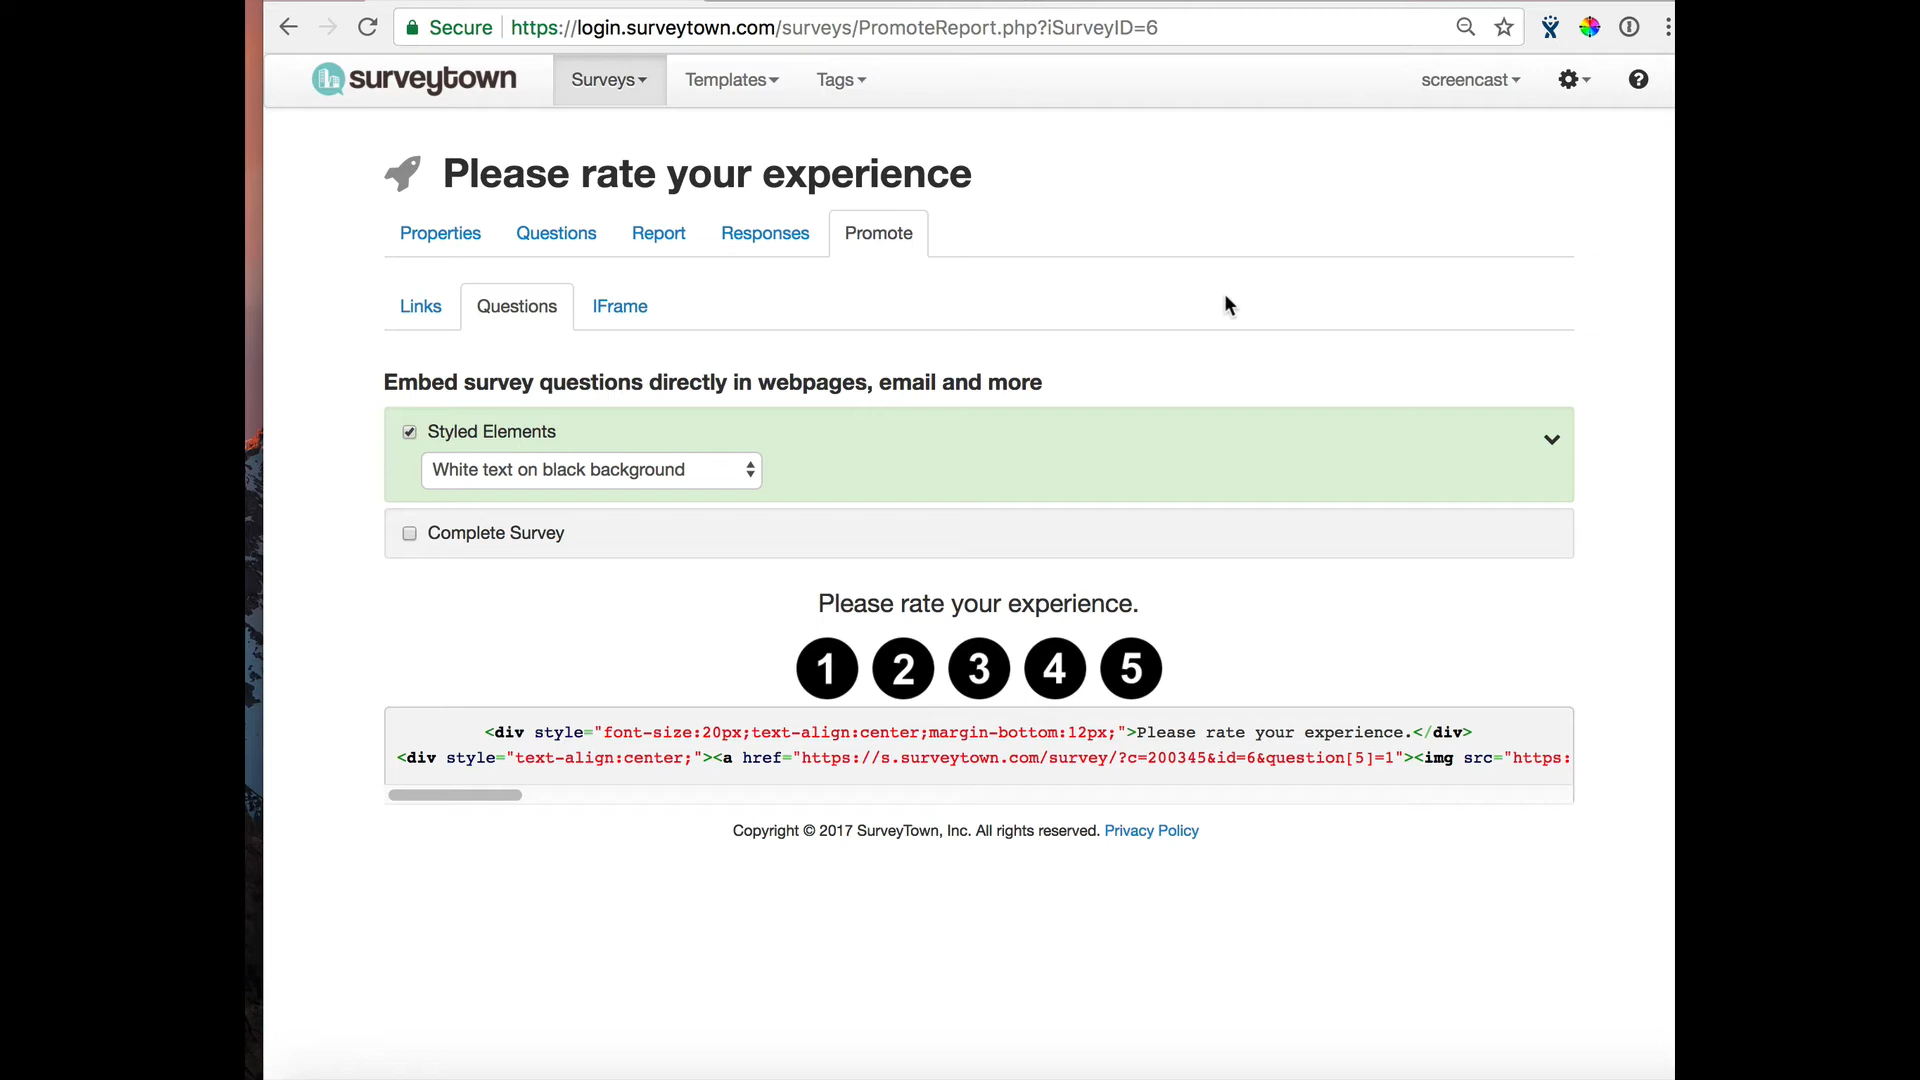 Secure https://login.surveytown.com/surveys/PromoteReport.php?iSurveyID=6
surveytown Surveys Templates Tags screencast
Please rate your experience
Properties Questions Report Responses Promote
Links Questions IFrame
Embed survey questions directly in webpages, email and more
Styled Elements
White text on black background
Complete Survey
Please rate your experience.
1 2 3 4 5
<div style="font-size:20px;text-align:center;margin-bottom:12px;">Please rate your experience.</div>
<div style="text-align:center;"><a href="https://s.surveytown.com/survey/?c=200345&id=6&question[5]=1"><img src="https:
Copyright © 2017 SurveyTown, Inc. All rights reserved. Privacy Policy